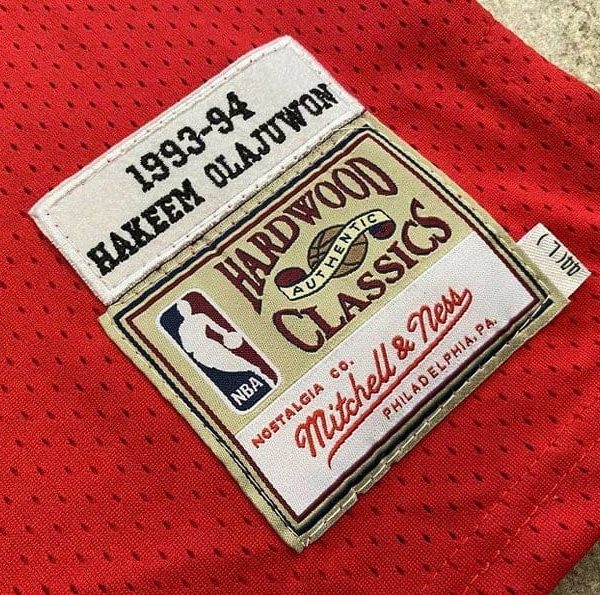 1993-94
HAKEEM OLAJUWON
HARDWOOD
AUTHENTIC
CLASSICS
NBA
NOSTALGIA CO.
Mitchell & Ness
PHILADELPHIA, PA.